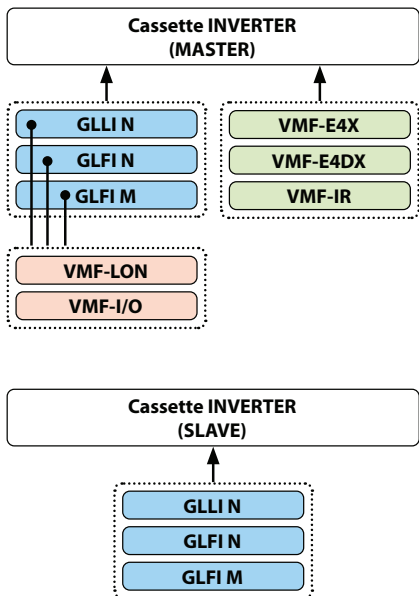 Cassette INVERTER
(MASTER)
GLLI N
GLFI N
GLFI M
VMF-E4X
VMF-E4DX
VMF-IR
VMF-LON
VMF-I/O
Cassette INVERTER
(SLAVE)
GLLI N
GLFI N
GLFI M